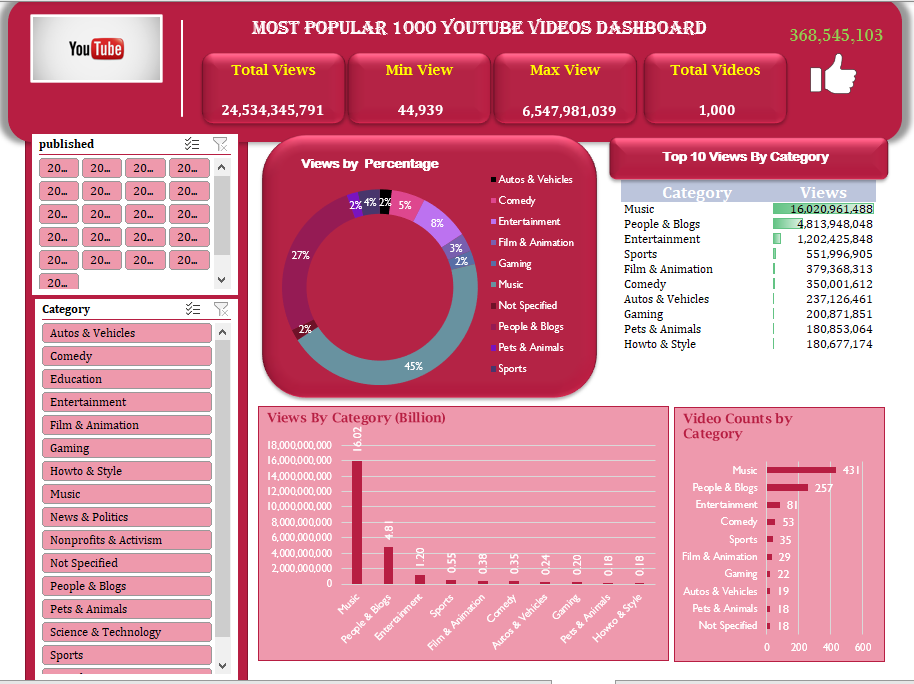 YouTube
MOST POPULAR 1000 YOUTUBE VIDEOS DASHBOARD
368,545,103
Total Views
24,534,345,791
Min View
44,939
Max View
6,547,981,039
Total Videos
1,000
published
20... 20... 20... 20...
20... 20... 20... 20...
20... 20... 20... 20...
20... 20... 20... 20...
20... 20... 20... 20...
20...
Category
Autos & Vehicles
Comedy
Education
Entertainment
Film & Animation
Gaming
Howto & Style
Music
News & Politics
Nonprofits & Activism
Not Specified
People & Blogs
Pets & Animals
Science & Technology
Sports
Views by Percentage
2%
5%
8%
3%
2%
45%
2%
27%
2%
4%
Autos & Vehicles
Comedy
Entertainment
Film & Animation
Gaming
Music
Not Specified
People & Blogs
Pets & Animals
Sports
Top 10 Views By Category
Category Views
Music 16,020,961,488
People & Blogs 4,813,948,048
Entertainment 1,202,425,848
Sports 551,996,905
Film & Animation 379,368,313
Comedy 350,001,612
Autos & Vehicles 237,126,461
Gaming 200,871,851
Pets & Animals 180,853,064
Howto & Style 180,677,174
Views By Category (Billion)
18,000,000,000
16,000,000,000
14,000,000,000
12,000,000,000
10,000,000,000
8,000,000,000
6,000,000,000
4,000,000,000
2,000,000,000
0
16.02
4.81
1.20
0.55
0.38
0.35
0.24
0.20
0.18
0.18
Music
People & Blogs
Entertainment
Sports
Film & Animation
Comedy
Autos & Vehicles
Gaming
Pets & Animals
Howto & Style
Video Counts by
Category
Music 431
People & Blogs 257
Entertainment 81
Comedy 53
Sports 35
Film & Animation 29
Gaming 22
Autos & Vehicles 19
Pets & Animals 18
Not Specified 18
0 200 400 600